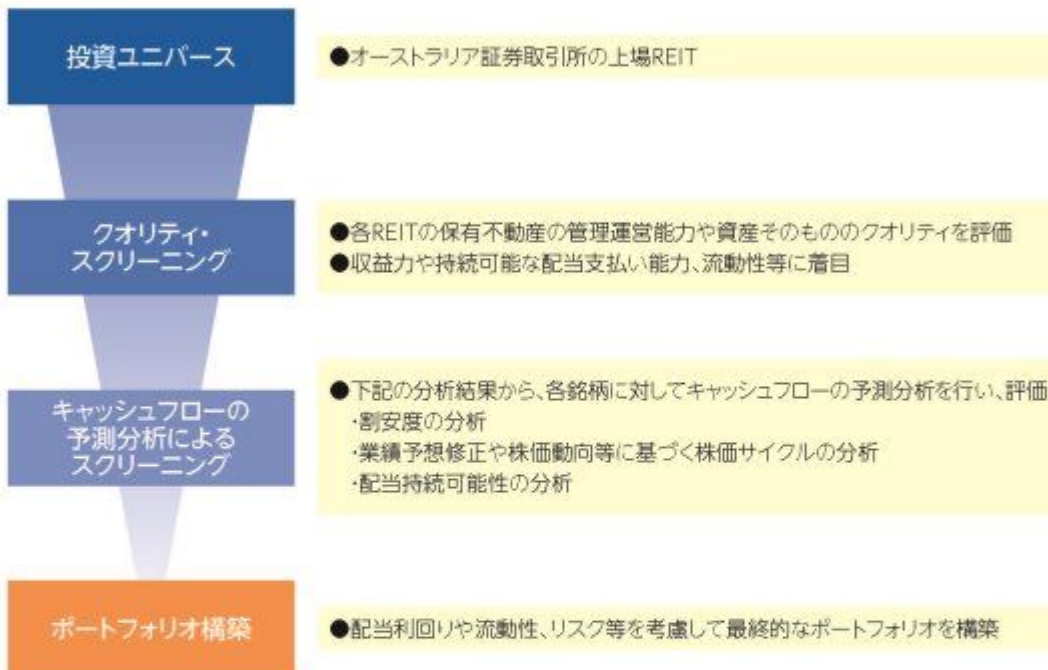 投資ユニバース
●オーストラリア証券取引所の上場REIT
クオリティ・
スクリーニング
●各REITの保有不動産の管理運営能力や資産そのもののクオリティを評価
●収益力や持続可能な配当支払い能力、流動性等に着目
キャッシュフローの
予測分析による
スクリーニング
●下記の分析結果から、各銘柄に対してキャッシュフローの予測分析を行い、評価
・割安度の分析
・業績予想修正や株価動向等に基づく株価サイクルの分析
・配当持続可能性の分析
ポートフォリオ構築
●配当利回りや流動性、リスク等を考慮して最終的なポートフォリオを構築